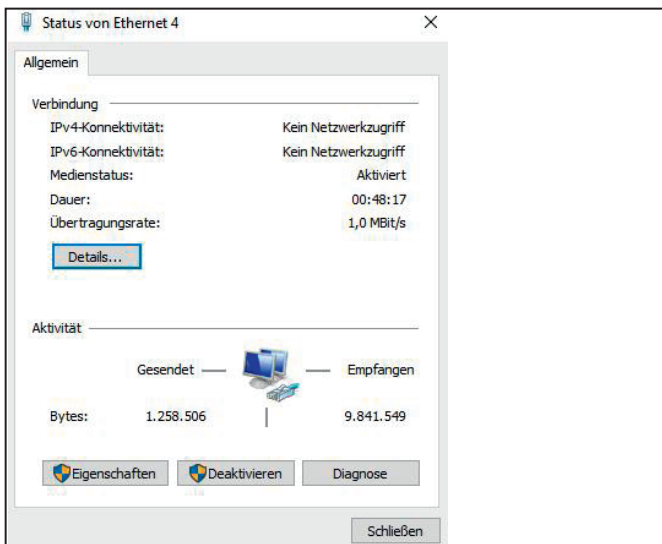 Status von Ethernet 4
Allgemein
Verbindung
IPv4-Konnektivität: Kein Netzwerkzugriff
IPv6-Konnektivität: Kein Netzwerkzugriff
Medienstatus: Aktiviert
Dauer: 00:48:17
Übertragungsrate: 1,0 MBit/s
Details...
Aktivität
Gesendet Empfangen
Bytes: 1.258.506 9.841.549
Eigenschaften Deaktivieren Diagnose
Schließen